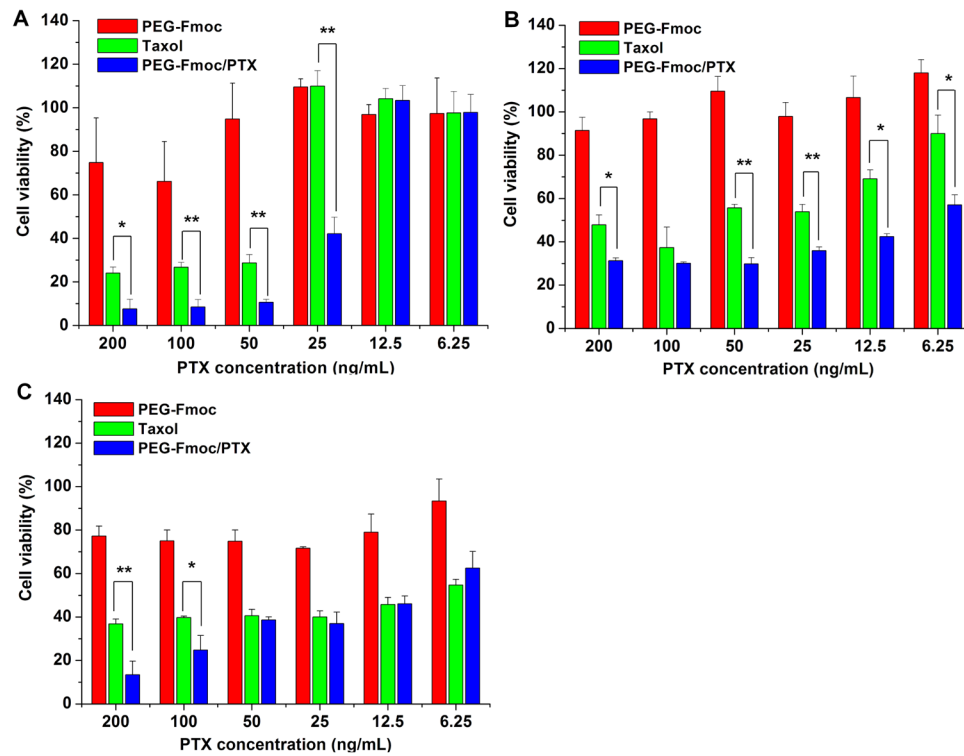 A
PEG-Fmoc
Taxol
PEG-Fmoc/PTX
Cell viability (%)
140
120
100
80
60
40
20
0
**
*
**
**
200 100 50 25 12.5 6.25
PTX concentration (ng/mL)
B
PEG-Fmoc
Taxol
PEG-Fmoc/PTX
Cell viability (%)
140
120
100
80
60
40
20
0
*
**
**
*
*
200 100 50 25 12.5 6.25
PTX concentration (ng/mL)
C
PEG-Fmoc
Taxol
PEG-Fmoc/PTX
Cell viability (%)
140
120
100
80
60
40
20
0
**
*
200 100 50 25 12.5 6.25
PTX concentration (ng/mL)